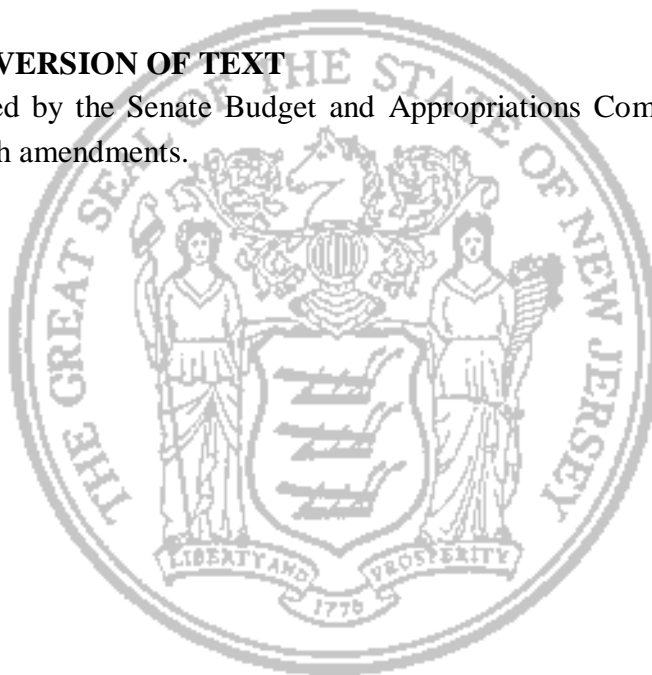 VERSION OF TEXT
ed by the Senate Budget and Appropriations Com
h amendments.
THE GREAT SEAL OF THE STATE OF NEW JERSEY
LIBERTY AND PROSPERITY
1776